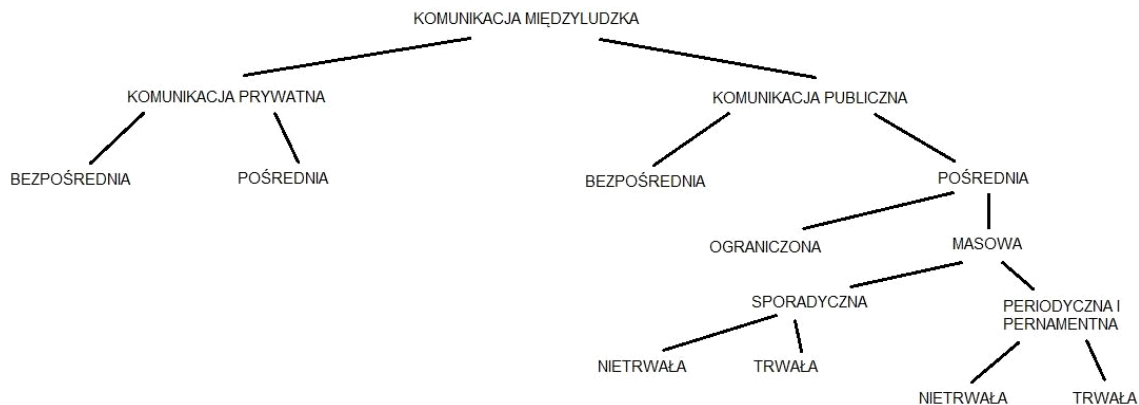 KOMUNIKACJA MIĘDZYLUDZKA
KOMUNIKACJA PRYWATNA
KOMUNIKACJA PUBLICZNA
BEZPOŚREDNIA
POŚREDNIA
BEZPOŚREDNIA
POŚREDNIA
OGRANICZONA
MASOWA
SPORADYCZNA
PERIODYCZNA I
PERNAMENTNA
NIETRWAŁA
TRWAŁA
NIETRWAŁA
TRWAŁA